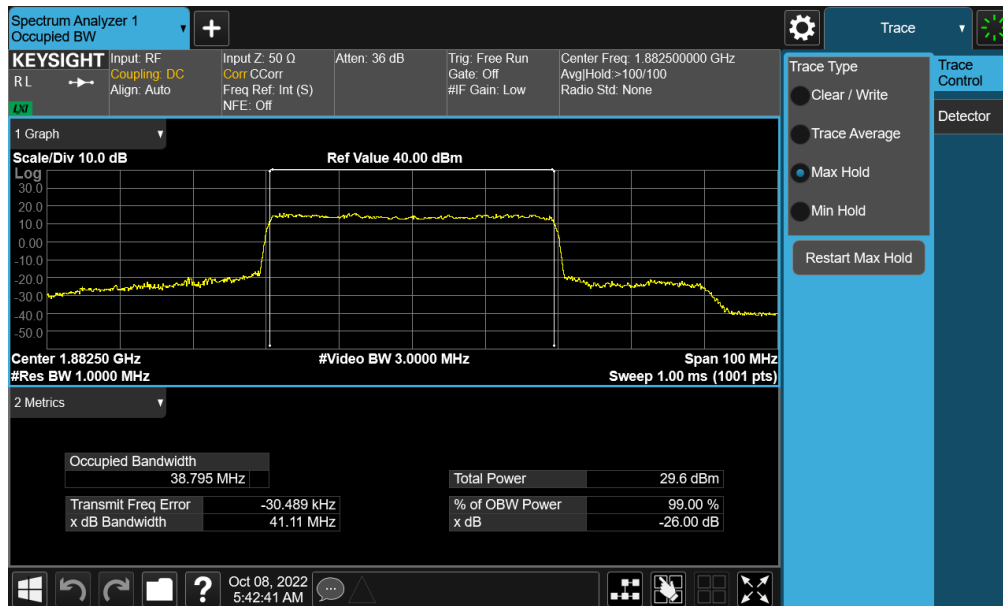 Spectrum Analyzer 1
Occupied BW
+
Trace
KEYSIGHT
Input: RF
Input Z: 50 Ω
Atten: 36 dB
Trig: Free Run
Center Freq: 1.882500000 GHz
RL
Coupling: DC
Corr CCorr
Gate: Off
Avg|Hold:>100/100
Align: Auto
Freq Ref: Int (S)
#IF Gain: Low
Radio Std: None
LXI
NFE: Off
Trace Type
Clear / Write
Trace Average
Max Hold
Min Hold
Restart Max Hold
Trace
Control
Detector
1 Graph
Scale/Div 10.0 dB
Ref Value 40.00 dBm
Log
30.0
20.0
10.0
0.00
-10.0
-20.0
-30.0
-40.0
-50.0
Center 1.88250 GHz
#Video BW 3.0000 MHz
Span 100 MHz
#Res BW 1.0000 MHz
Sweep 1.00 ms (1001 pts)
2 Metrics
Occupied Bandwidth
38.795 MHz
Total Power 29.6 dBm
Transmit Freq Error -30.489 kHz
% of OBW Power 99.00 %
x dB Bandwidth 41.11 MHz
x dB -26.00 dB
?
Oct 08, 2022
5:42:41 AM